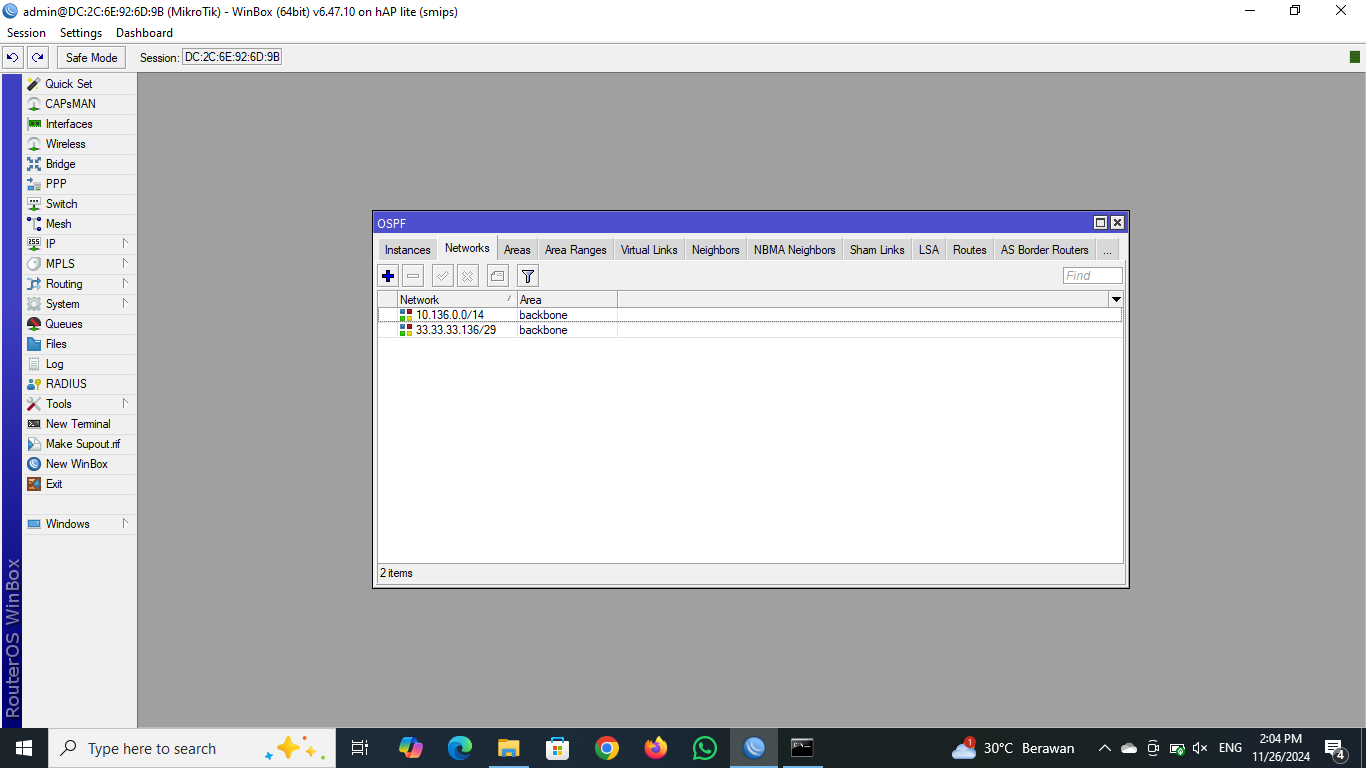 admin@DC:2C:6E:92:6D:9B (MikroTik) - WinBox (64bit) v6.47.10 on hAP lite (smips)
Session Settings Dashboard
Safe Mode Session: DC:2C:6E:92:6D:9B
Quick Set
CAPsMAN
Interfaces
Wireless
Bridge
PPP
Switch
Mesh
IP
MPLS
Routing
System
Queues
Files
Log
RADIUS
Tools
New Terminal
Make Supout.rif
New WinBox
Exit
Windows
RouterOS WinBox
OSPF
Instances Networks Areas Area Ranges Virtual Links Neighbors NBMA Neighbors Sham Links LSA Routes AS Border Routers ...
Find
Network Area
10.136.0.0/14 backbone
33.33.33.136/29 backbone
2 items
Type here to search
1
30°C Berawan
ENG
2:04 PM
11/26/2024
4